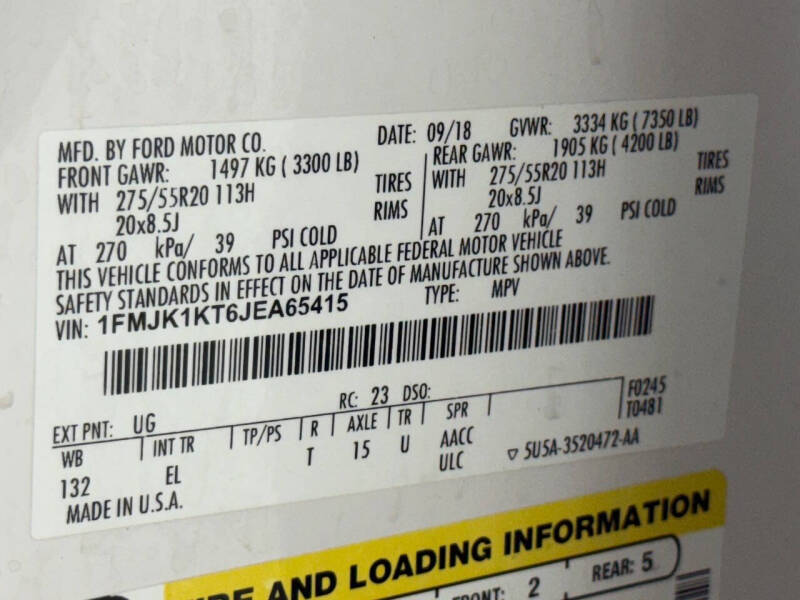 MFD. BY FORD MOTOR CO. DATE: 09/18 GVWR: 3334 KG ( 7350 LB)
FRONT GAWR: 1497 KG ( 3300 LB) REAR GAWR: 1905 KG ( 4200 LB)
WITH 275/55R20 113H TIRES WITH 275/55R20 113H TIRES
20x8.5J RIMS 20x8.5J RIMS
AT 270 kPa/ 39 PSI COLD AT 270 kPa/ 39 PSI COLD
THIS VEHICLE CONFORMS TO ALL APPLICABLE FEDERAL MOTOR VEHICLE
SAFETY STANDARDS IN EFFECT ON THE DATE OF MANUFACTURE SHOWN ABOVE.
VIN: 1FMJK1KT6JEA65415 TYPE: MPV
F0245
T0481
EXT PNT: UG RC: 23 DSO:
WB INT TR TP/PS R AXLE TR SPR
132 EL T 15 U AACC
ULC
5U5A-3520472-AA
MADE IN U.S.A.
AND LOADING INFORMATION
FRONT: 2 REAR: 5